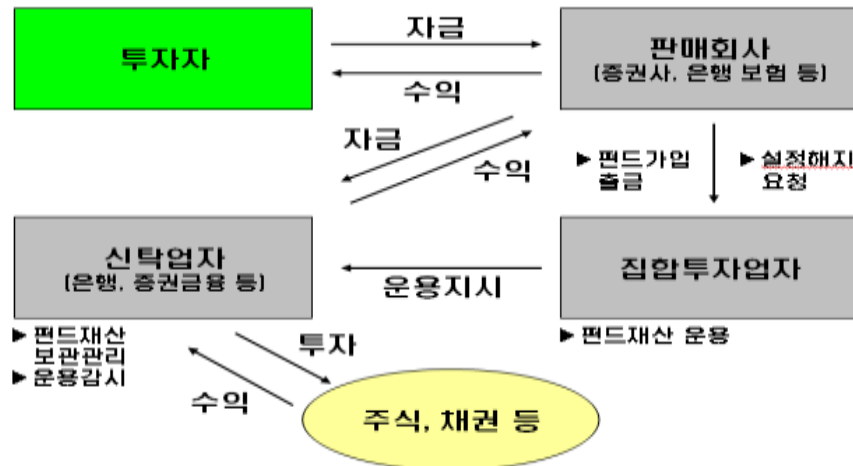 자금
투자자
판매회사
(증권사, 은행 보험 등)
수익
자금
수익
▶ 펀드가입
출금
▶ 설정해지
요청
신탁업자
(은행, 증권금융 등)
집합투자업자
운용지시
▶ 펀드재산
보관관리
▶ 운용감시
투자
▶ 펀드재산 운용
수익
주식, 채권 등